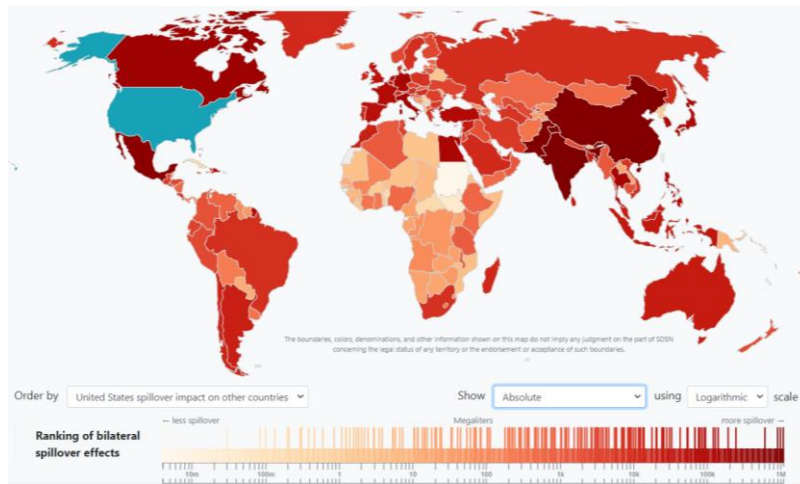 The boundaries, colors, denominations, and other information shown on this map do not imply any judgment on the part of SDSN
concerning the legal status of any territory or the endorsement or acceptance of such boundaries.
Order by United States spillover impact on other countries Show Absolute using Logarithmic scale
← less spillover Megaliters more spillover →
Ranking of bilateral
spillover effects
10m 100m 1 10 100 1k 10k 100k 1M